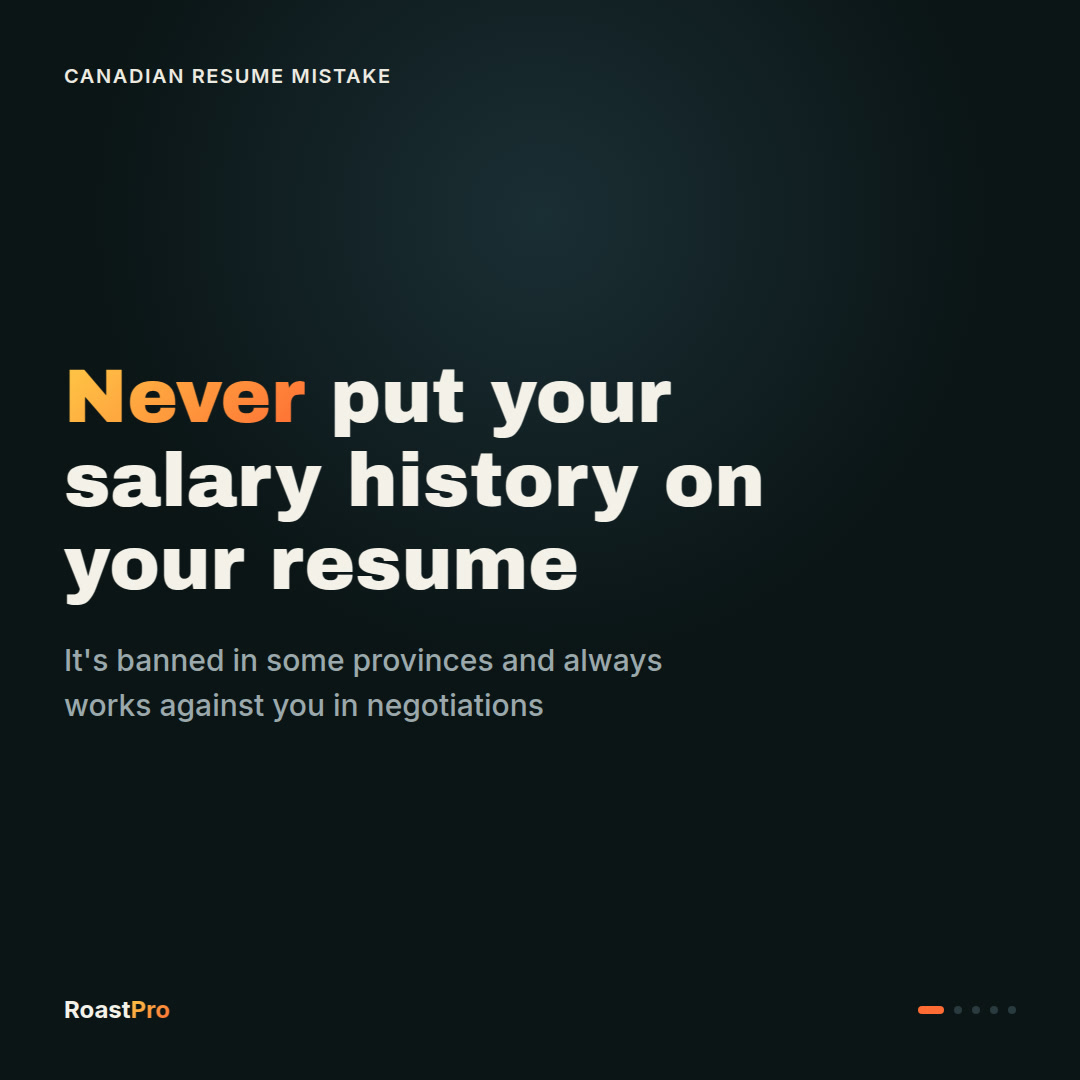 CANADIAN RESUME MISTAKE
Never put your
salary history on
your resume
It's banned in some provinces and always
works against you in negotiations
RoastPro